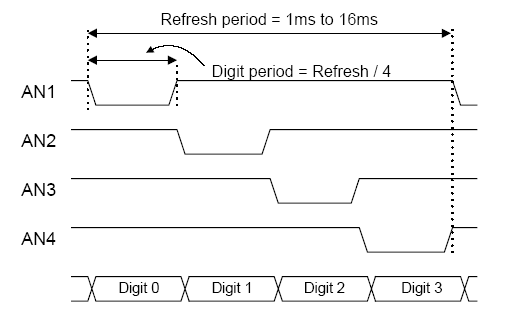 Refresh period = 1ms to 16ms
Digit period = Refresh / 4
AN1
AN2
AN3
AN4
Digit 0 Digit 1 Digit 2 Digit 3